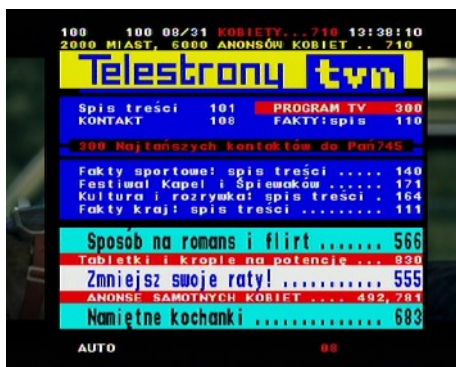 100 100 08/31 KOBIETY...710 13:38:10
2000 MIAST, 6000 ANONSÓW KOBIET .. 710
Telestrony tvn
Spis treści 101 PROGRAM TV 300
KONTAKT 108 FAKTY:spis 110
300 Najtańszych kontaktów do Pań745
Fakty sportowe: spis treści ..... 140
Festiwal Kapel i Śpiewaków ...... 171
Kultura i rozrywka: spis treści . 164
Fakty kraj: spis treści ......... 111
Sposób na romans i flirt ....... 566
Tabletki i krople na potencję ... 830
Zmniejsz swoje raty! ........... 555
ANONSE SAMOTNYCH KOBIET .... 492,781
Namiętne kochanki ............. 683
AUTO 08